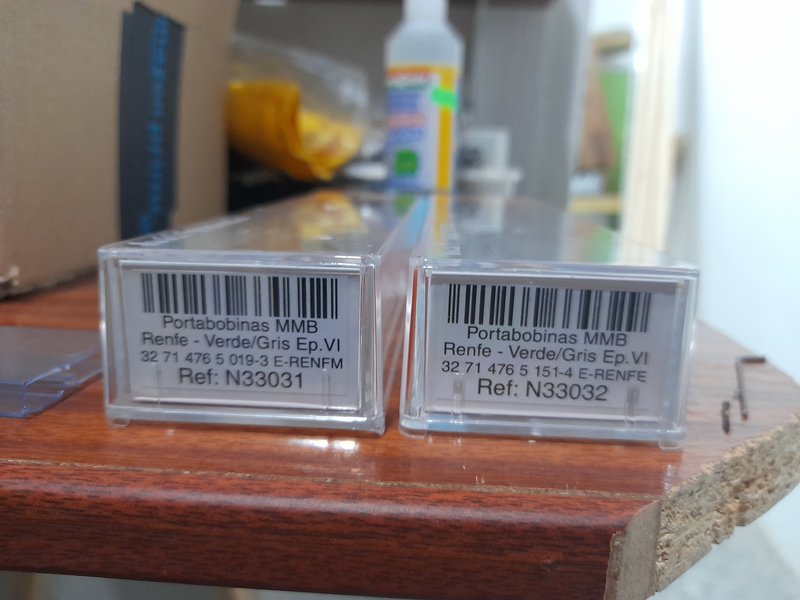 Portabobinas MMB
Renfe - Verde/Gris Ep.VI
32 71 476 5 019-3 E-RENFM
Ref: N33031
Portabobinas MMB
Renfe - Verde/Gris Ep.VI
32 71 476 5 151-4 E-RENFE
Ref: N33032